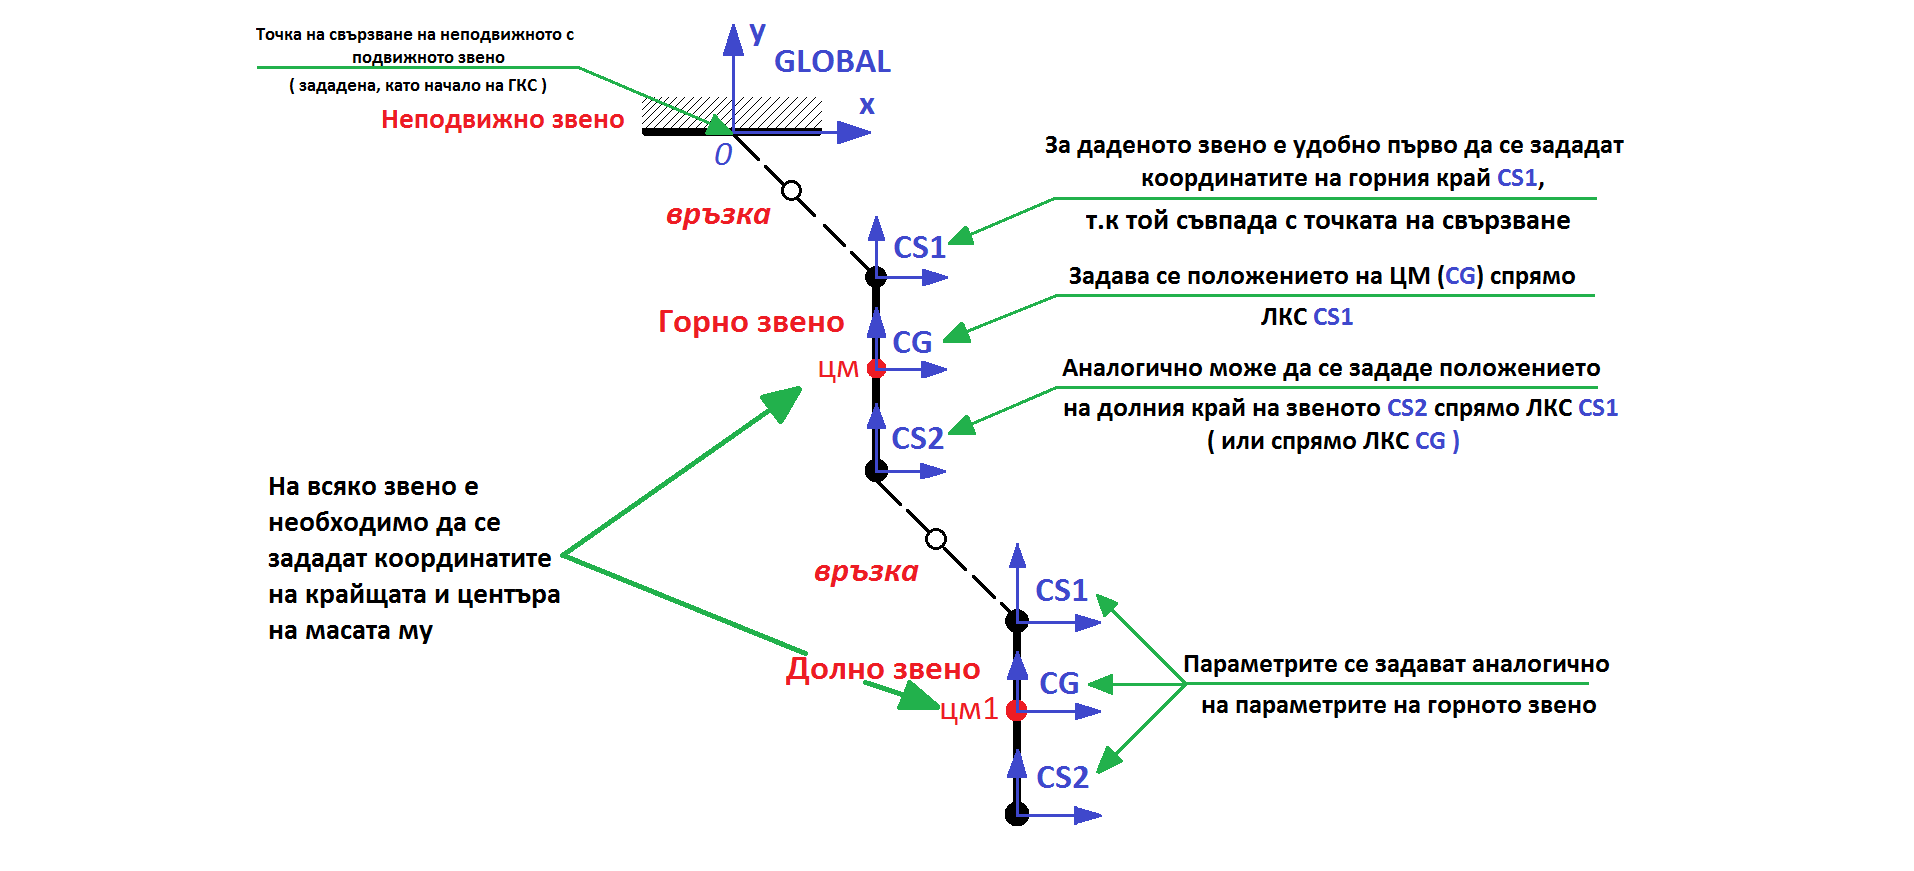 Точка на свързване на неподвижното с
подвижното звено
( зададена, като начало на ГКС )
Неподвижно звено
y
GLOBAL
x
0
връзка
За даденото звено е удобно първо да се зададат
координатите на горния край CS1,
т.к той съвпада с точката на свързване
CS1
Задава се положението на ЦМ (CG) спрямо
ЛКС CS1
Горно звено
CG
цм
Аналогично може да се зададе положението
на долния край на звеното CS2 спрямо ЛКС CS1
( или спрямо ЛКС CG )
CS2
На всяко звено е
необходимо да се
зададат координатите
на крайщата и центъра
на масата му
връзка
CS1
Долно звено
CG
цм1
Параметрите се задават аналогично
на параметрите на горното звено
CS2